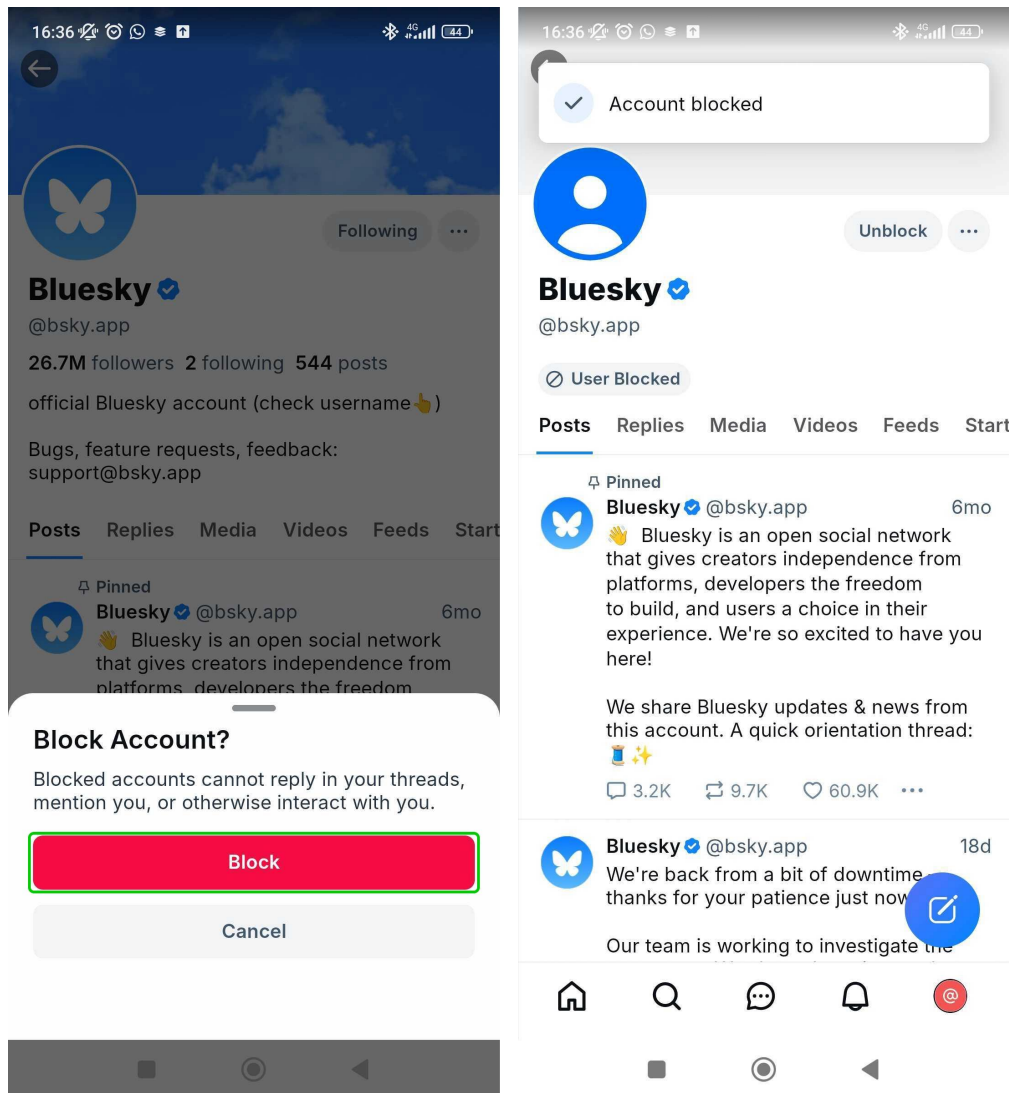 16:36
4G
44
Following
Bluesky
@bsky.app
26.7M followers 2 following 544 posts
official Bluesky account (check username👆)
Bugs, feature requests, feedback:
support@bsky.app
Posts Replies Media Videos Feeds Start
Pinned
Bluesky @bsky.app 6mo
👋 Bluesky is an open social network
that gives creators independence from
platforms, developers the freedom
Block Account?
Blocked accounts cannot reply in your threads,
mention you, or otherwise interact with you.
Block
Cancel
16:36
4G
44
Account blocked
Unblock
Bluesky
@bsky.app
User Blocked
Posts Replies Media Videos Feeds Start
Pinned
Bluesky @bsky.app 6mo
👋 Bluesky is an open social network
that gives creators independence from
platforms, developers the freedom
to build, and users a choice in their
experience. We're so excited to have you
here!
We share Bluesky updates & news from
this account. A quick orientation thread:
🧵✨
3.2K 9.7K 60.9K
Bluesky @bsky.app 18d
We're back from a bit of downtime
thanks for your patience just now
Our team is working to investigate the
@